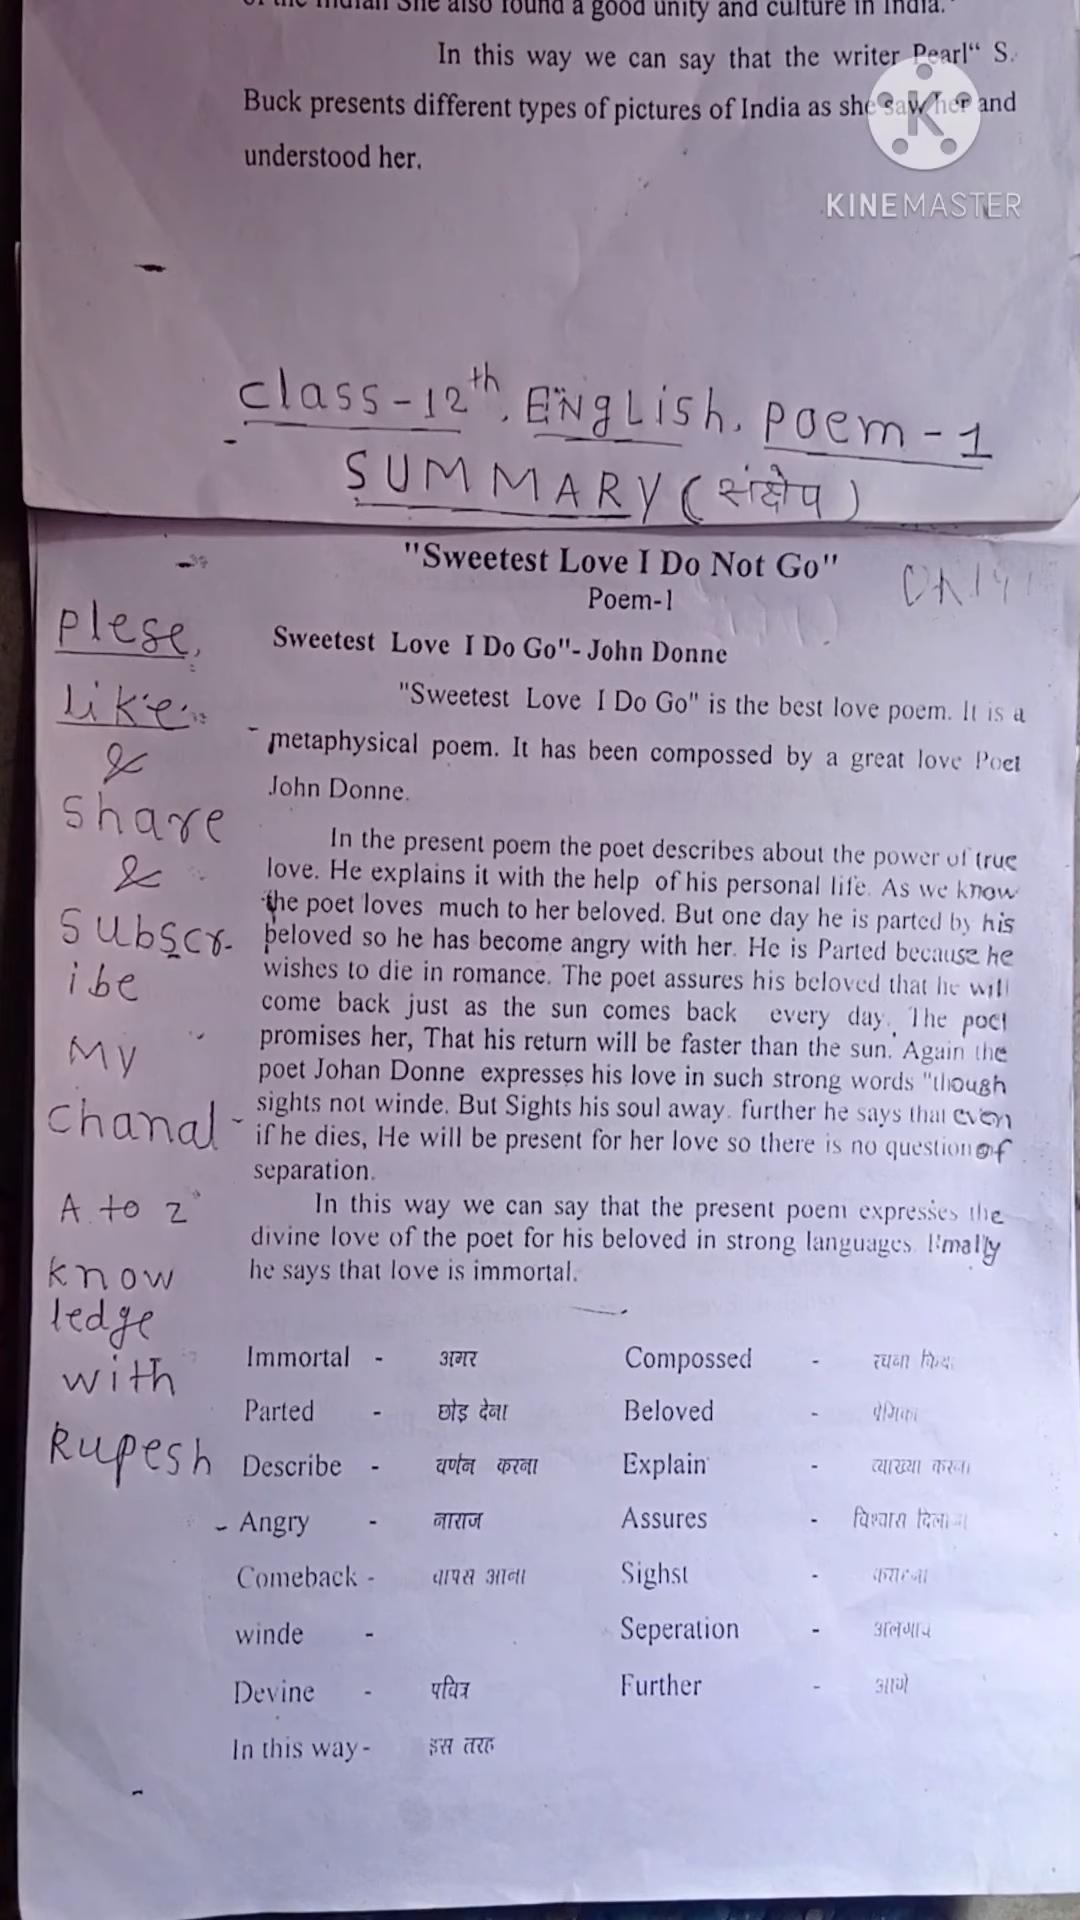 of the Indian She also found a good unity and culture in India."
In this way we can say that the writer Pearl“ S.
Buck presents different types of pictures of India as she saw her and
understood her.
KINEMASTER
class-12th. ENgLish. Poem-1
SUMMARY (संक्षेप)
"Sweetest Love I Do Not Go"
Poem-1
Sweetest Love I Do Go"- John Donne
"Sweetest Love I Do Go" is the best love poem. It is a
metaphysical poem. It has been compossed by a great love Poet
John Donne.
In the present poem the poet describes about the power of true
love. He explains it with the help of his personal life. As we know
the poet loves much to her beloved. But one day he is parted by his
beloved so he has become angry with her. He is Parted because he
wishes to die in romance. The poet assures his beloved that he will
come back just as the sun comes back every day. The poet
promises her, That his return will be faster than the sun. Again the
poet Johan Donne expresses his love in such strong words "though
sights not winde. But Sights his soul away. further he says that even
if he dies, He will be present for her love so there is no question of
separation.
In this way we can say that the present poem expresses the
divine love of the poet for his beloved in strong languages. Finally
he says that love is immortal.
Plese,
like
&
share
&
Subscr-
ibe
My
chanal
A to z
know
ledge
with
Rupesh
Immortal - अमर Compossed - रचना किया
Parted - छोड़ देना Beloved - प्रेमिका
Describe - वर्णन करना Explain - व्याख्या करना
Angry - नाराज Assures - विश्वास दिलाना
Comeback - वापस आना Sighst -
winde - Seperation - अलगाव
Devine - पवित्र Further - आगे
In this way- इस तरह